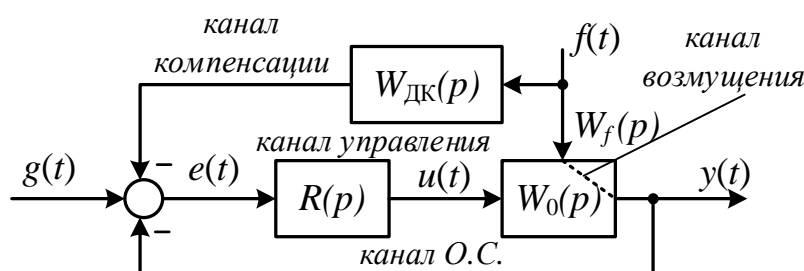 канал
компенсации
W_ДК(p)
f(t)
канал
возмущения
W_f(p)
канал управления
g(t)
–
e(t)
R(p)
u(t)
W_0(p)
y(t)
–
канал О.С.